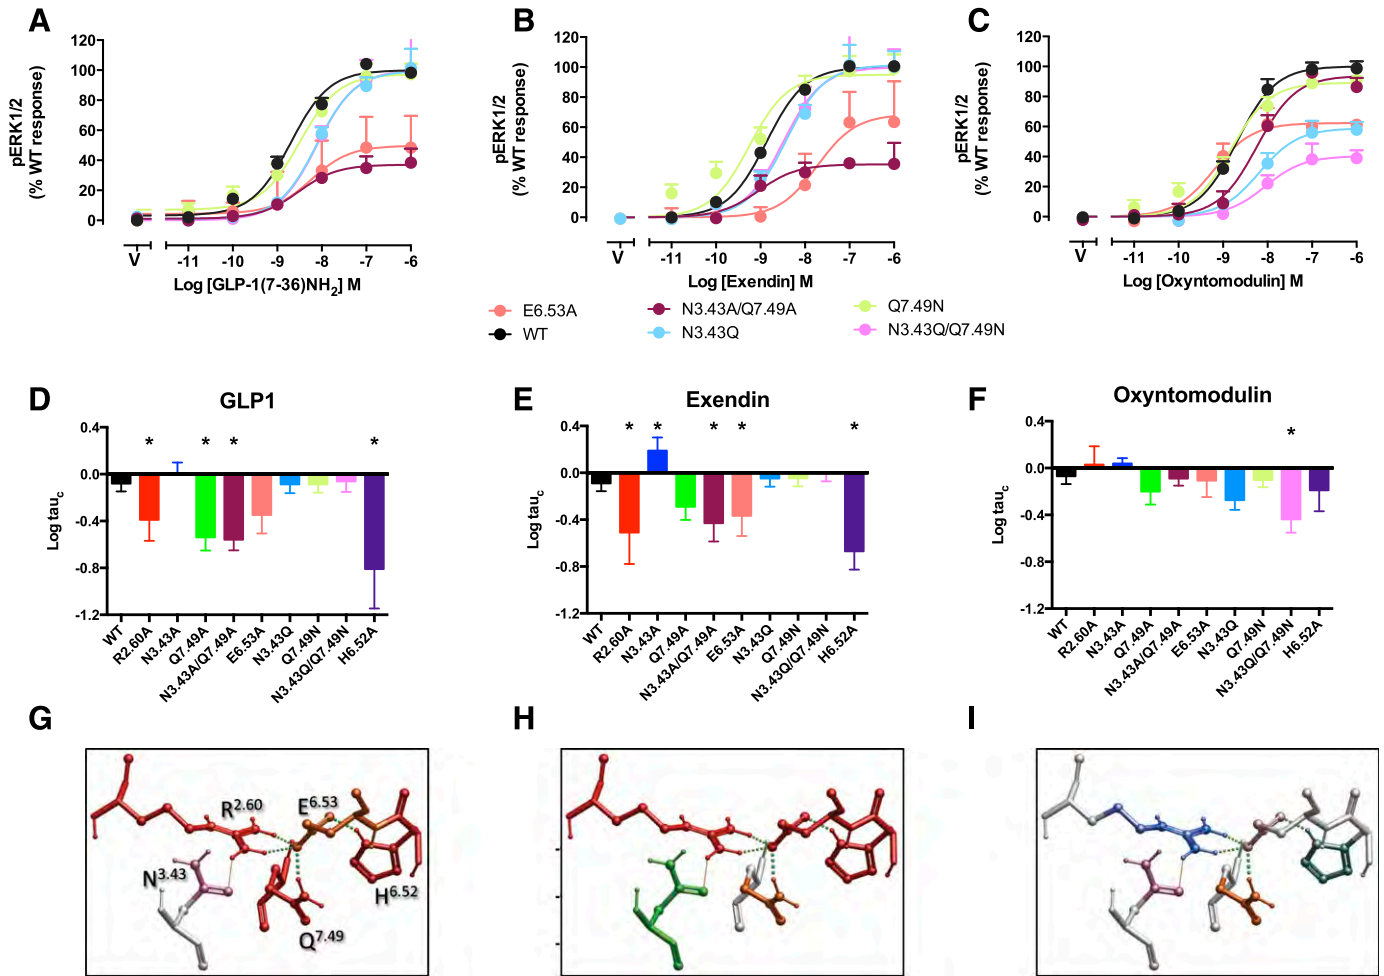 A
B
C
pERK1/2
(% WT response)
120
100
80
60
40
20
0
V
-11
-10
-9
-8
-7
-6
Log [GLP-1(7-36)NH2] M
pERK1/2
(% WT response)
120
100
80
60
40
20
0
V
-11
-10
-9
-8
-7
-6
Log [Exendin] M
pERK1/2
(% WT response)
120
100
80
60
40
20
0
V
-11
-10
-9
-8
-7
-6
Log [Oxyntomodulin] M
E6.53A
N3.43A/Q7.49A
Q7.49N
WT
N3.43Q
N3.43Q/Q7.49N
D
GLP1
Log tauc
0.4
0.0
-0.4
-0.8
-1.2
* * * *
WT
R2.60A
N3.43A
Q7.49A
N3.43A/Q7.49A
E6.53A
N3.43Q
Q7.49N
N3.43Q/Q7.49N
H6.52A
E
Exendin
Log tauc
0.4
0.0
-0.4
-0.8
-1.2
* * * * *
WT
R2.60A
N3.43A
Q7.49A
N3.43A/Q7.49A
E6.53A
N3.43Q
Q7.49N
N3.43Q/Q7.49N
H6.52A
F
Oxyntomodulin
Log tauc
0.4
0.0
-0.4
-0.8
-1.2
*
WT
R2.60A
N3.43A
Q7.49A
N3.43A/Q7.49A
E6.53A
N3.43Q
Q7.49N
N3.43Q/Q7.49N
H6.52A
G
R2.60
E6.53
N3.43
H6.52
Q7.49
H
I